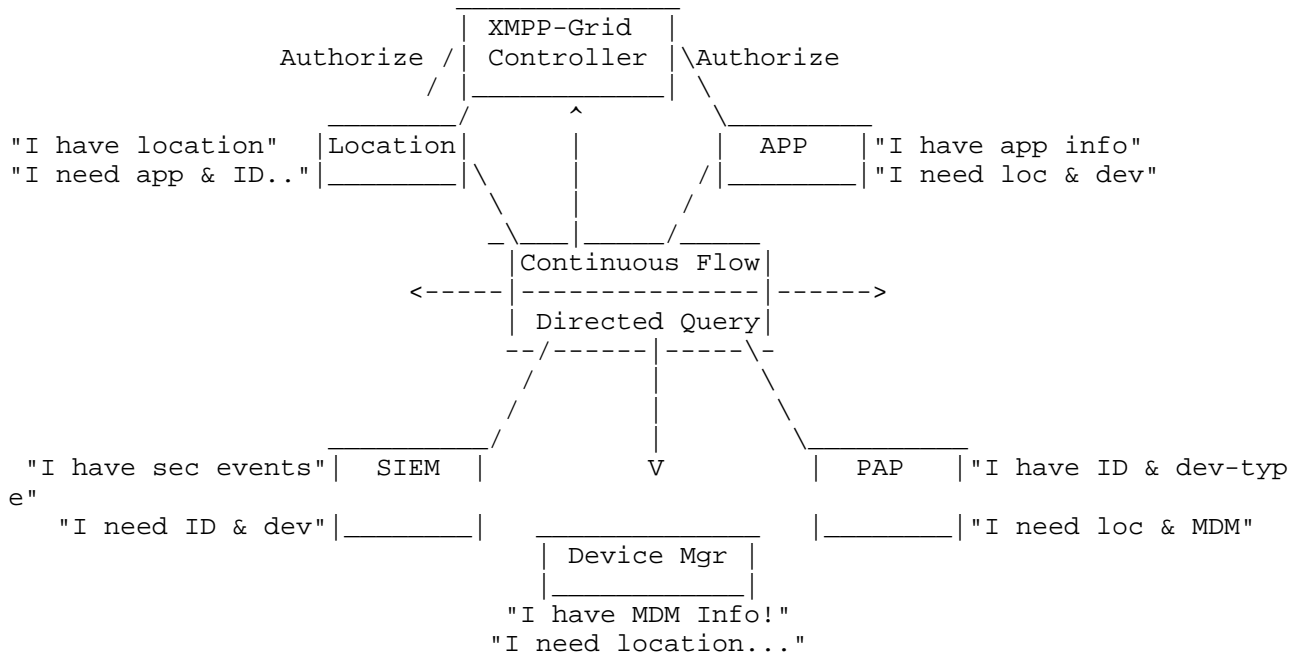 XMPP-Grid
Authorize Controller Authorize
"I have location" Location APP "I have app info"
"I need app & ID.." "I need loc & dev"
Continuous Flow
Directed Query
"I have sec events" SIEM PAP "I have ID & dev-typ
e"
"I need ID & dev" "I need loc & MDM"
Device Mgr
"I have MDM Info!"
"I need location..."